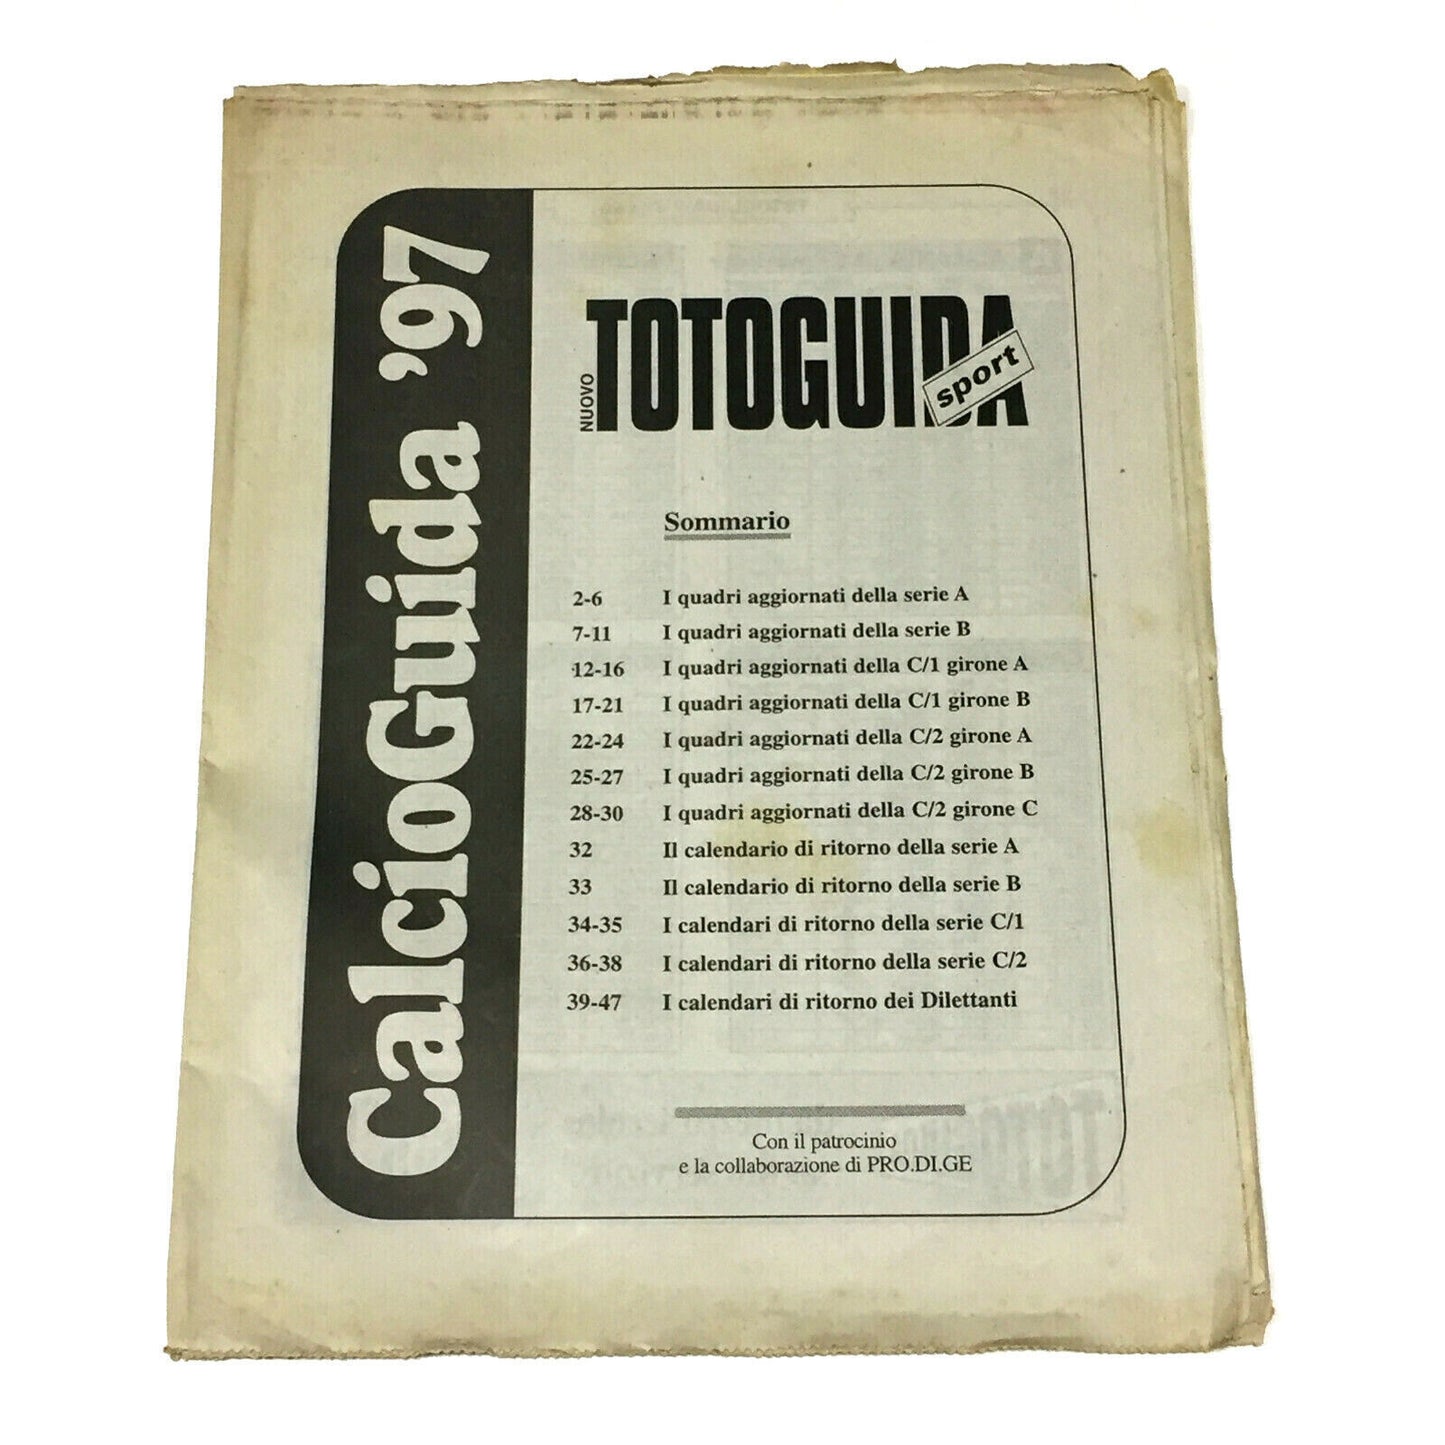 CalcioGuida '97
NUOVO TOTOGUIDA
sport
Sommario
2-6 I quadri aggiornati della serie A
7-11 I quadri aggiornati della serie B
12-16 I quadri aggiornati della C/1 girone A
17-21 I quadri aggiornati della C/1 girone B
22-24 I quadri aggiornati della C/2 girone A
25-27 I quadri aggiornati della C/2 girone B
28-30 I quadri aggiornati della C/2 girone C
32 Il calendario di ritorno della serie A
33 Il calendario di ritorno della serie B
34-35 I calendari di ritorno della serie C/1
36-38 I calendari di ritorno della serie C/2
39-47 I calendari di ritorno dei Dilettanti
Con il patrocinio
e la collaborazione di PRO.DI.GE